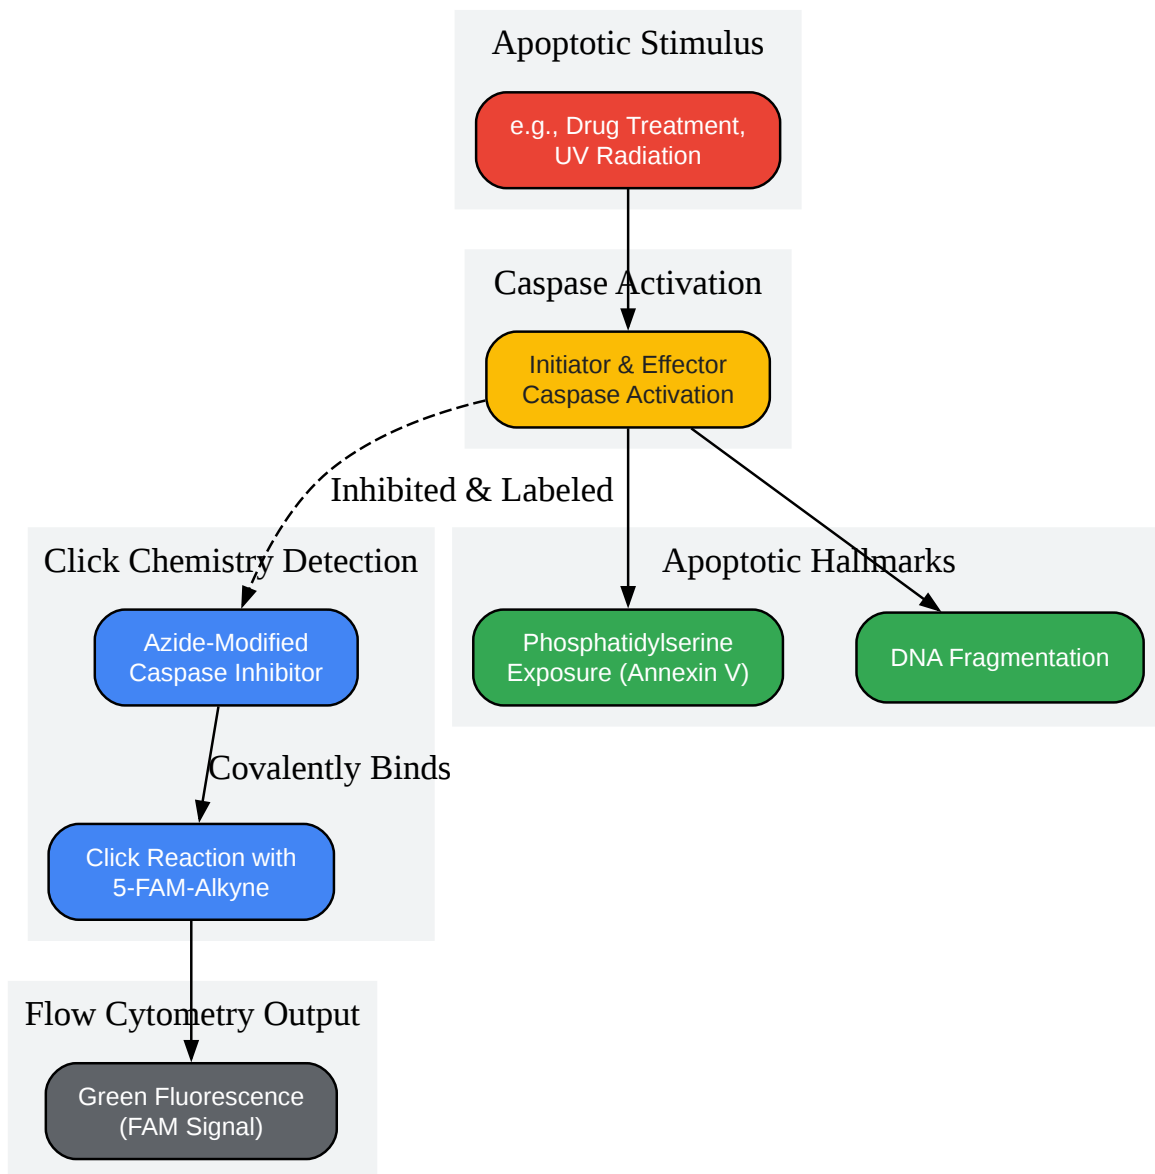 Apoptotic Stimulus
e.g., Drug Treatment,
UV Radiation
Caspase Activation
Initiator & Effector
Caspase Activation
Inhibited & Labeled
Click Chemistry Detection
Apoptotic Hallmarks
Azide-Modified
Caspase Inhibitor
Phosphatidylserine
Exposure (Annexin V)
DNA Fragmentation
Covalently Binds
Click Reaction with
5-FAM-Alkyne
Flow Cytometry Output
Green Fluorescence
(FAM Signal)